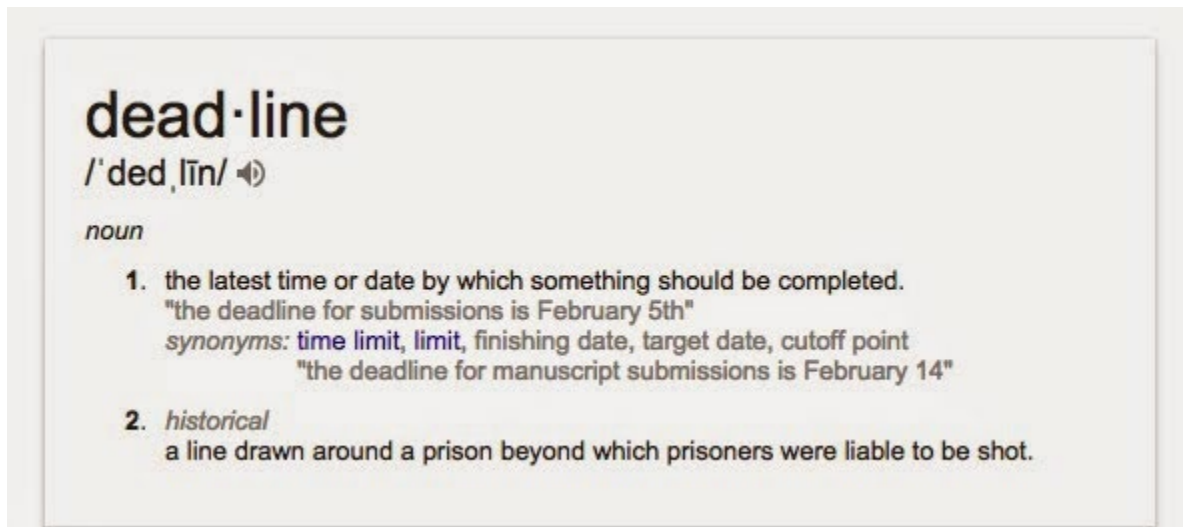 dead·line
/ˈdedˌlīn/
noun
1. the latest time or date by which something should be completed.
"the deadline for submissions is February 5th"
synonyms: time limit, limit, finishing date, target date, cutoff point
"the deadline for manuscript submissions is February 14"
2. historical
a line drawn around a prison beyond which prisoners were liable to be shot.